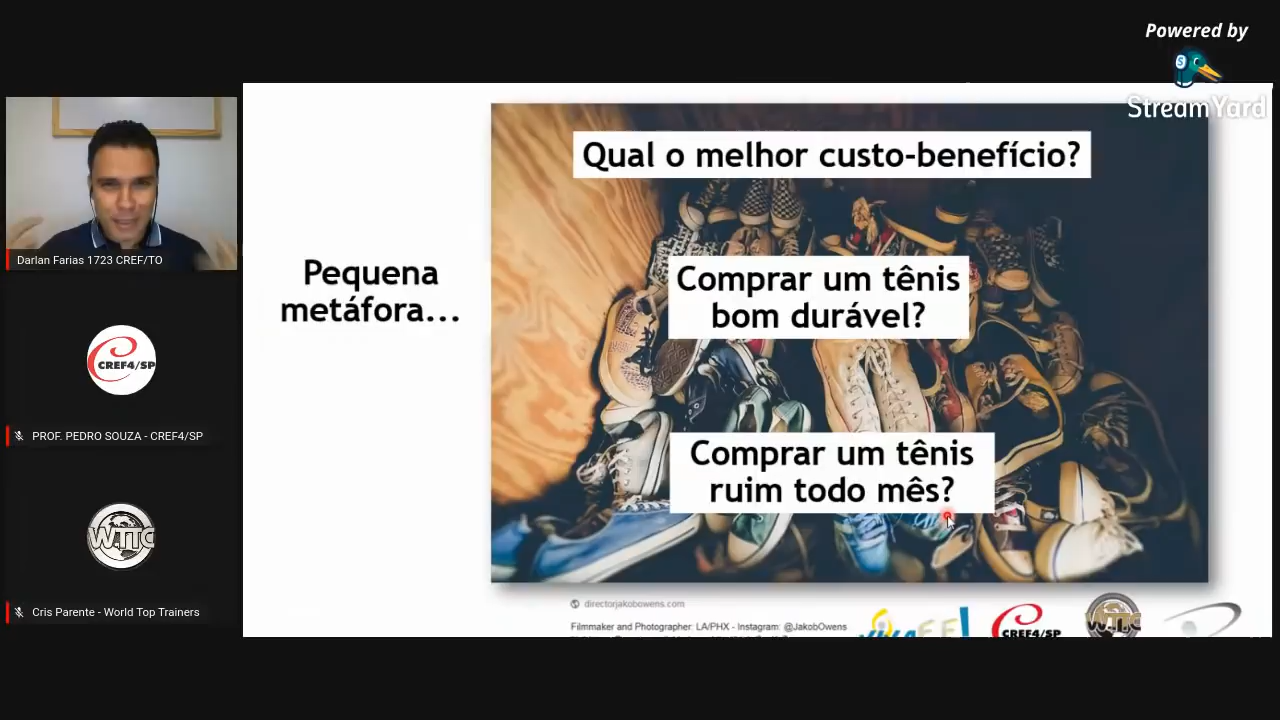 Powered by
StreamYard
Darlan Farias 1723 CREF/TO
CREF4/SP
PROF. PEDRO SOUZA - CREF4/SP
WTTC
Cris Parente - World Top Trainers
Pequena
metáfora...
Qual o melhor custo-benefício?
Comprar um tênis
bom durável?
Comprar um tênis
ruim todo mês?
directorjakobowens.com
Filmmaker and Photographer: LA/PHX - Instagram: @JakobOwens
CREF4/SP
WTTC